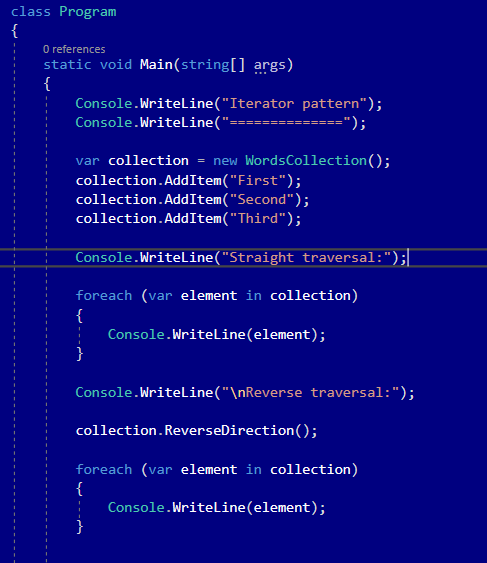 class Program
{
0 references
static void Main(string[] args)
{
Console.WriteLine("Iterator pattern");
Console.WriteLine("==============");
var collection = new WordsCollection();
collection.AddItem("First");
collection.AddItem("Second");
collection.AddItem("Third");
Console.WriteLine("Straight traversal:");
foreach (var element in collection)
{
Console.WriteLine(element);
}
Console.WriteLine("\nReverse traversal:");
collection.ReverseDirection();
foreach (var element in collection)
{
Console.WriteLine(element);
}